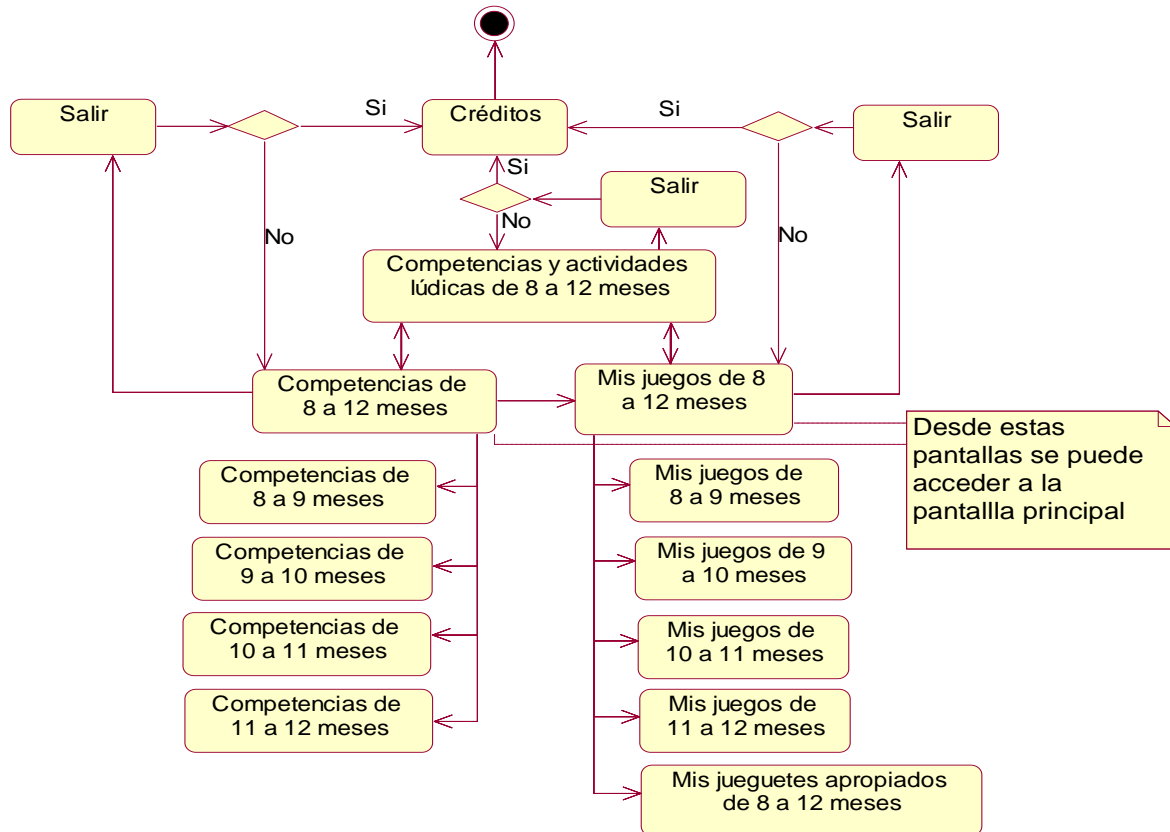 Salir
Si
Créditos
Si
Salir
Si
Salir
No
No
No
Competencias y actividades
lúdicas de 8 a 12 meses
Competencias de
8 a 12 meses
Mis juegos de 8
a 12 meses
Desde estas
pantallas se puede
acceder a la
pantallla principal
Competencias de
8 a 9 meses
Mis juegos de
8 a 9 meses
Competencias de
9 a 10 meses
Mis juegos de 9
a 10 meses
Competencias de
10 a 11 meses
Mis juegos de
10 a 11 meses
Competencias de
11 a 12 meses
Mis juegos de
11 a 12 meses
Mis jueguetes apropiados
de 8 a 12 meses